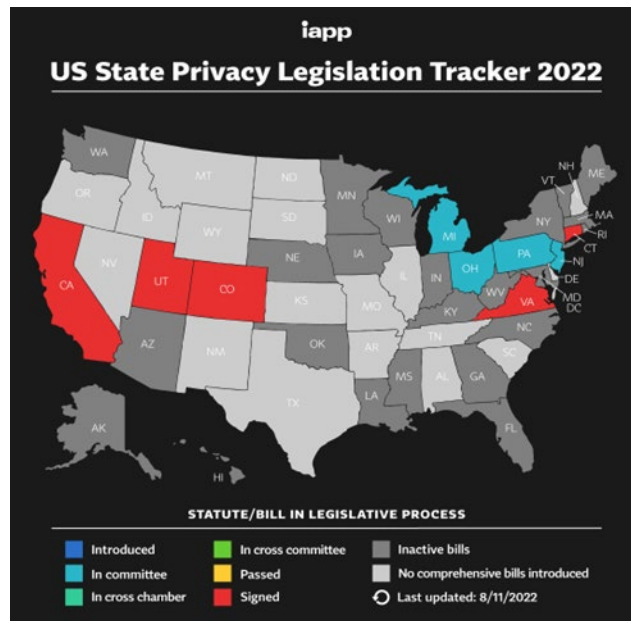 iapp
US State Privacy Legislation Tracker 2022
WA
OR
ID
MT
ND
MN
WI
MI
NY
VT
NH
ME
MA
RI
CT
NJ
DE
MD
DC
PA
OH
IN
IL
IA
SD
WY
NE
NV
CA
UT
CO
KS
MO
KY
WV
VA
NC
TN
SC
AZ
NM
OK
AR
TX
LA
MS
AL
GA
FL
AK
HI
STATUTE/BILL IN LEGISLATIVE PROCESS
Introduced
In committee
In cross chamber
In cross committee
Passed
Signed
Inactive bills
No comprehensive bills introduced
Last updated: 8/11/2022